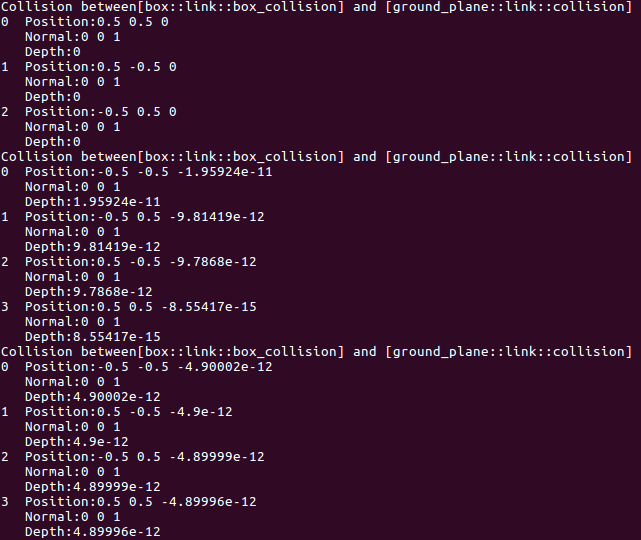 Collision between[box::link::box_collision] and [ground_plane::link::collision]
0  Position:0.5 0.5 0
   Normal:0 0 1
   Depth:0
1  Position:0.5 -0.5 0
   Normal:0 0 1
   Depth:0
2  Position:-0.5 0.5 0
   Normal:0 0 1
   Depth:0
Collision between[box::link::box_collision] and [ground_plane::link::collision]
0  Position:-0.5 -0.5 -1.95924e-11
   Normal:0 0 1
   Depth:1.95924e-11
1  Position:-0.5 0.5 -9.81419e-12
   Normal:0 0 1
   Depth:9.81419e-12
2  Position:0.5 -0.5 -9.7868e-12
   Normal:0 0 1
   Depth:9.7868e-12
3  Position:0.5 0.5 -8.55417e-15
   Normal:0 0 1
   Depth:8.55417e-15
Collision between[box::link::box_collision] and [ground_plane::link::collision]
0  Position:-0.5 -0.5 -4.90002e-12
   Normal:0 0 1
   Depth:4.90002e-12
1  Position:0.5 -0.5 -4.9e-12
   Normal:0 0 1
   Depth:4.9e-12
2  Position:-0.5 0.5 -4.89999e-12
   Normal:0 0 1
   Depth:4.89999e-12
3  Position:0.5 0.5 -4.89996e-12
   Normal:0 0 1
   Depth:4.89996e-12